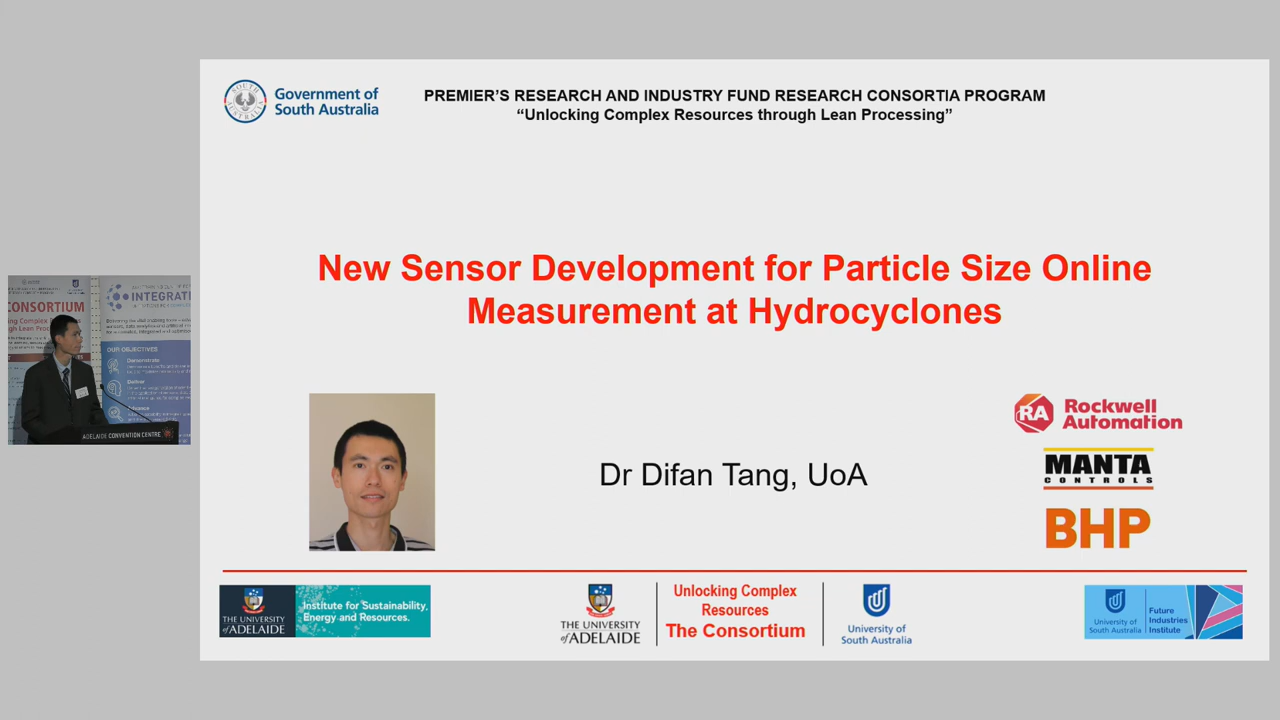 Government of
South Australia
PREMIER'S RESEARCH AND INDUSTRY FUND RESEARCH CONSORTIA PROGRAM
“Unlocking Complex Resources through Lean Processing”
New Sensor Development for Particle Size Online
Measurement at Hydrocyclones
CONSORTIUM
INTEGRAT
OUR OBJECTIVES
Demonstrate
Deliver
ADELAIDE CONVENTION CENTRE
Dr Difan Tang, UoA
RA
Rockwell
Automation
MANTA
CONTROLS
BHP
THE UNIVERSITY
of ADELAIDE
Institute for Sustainability,
Energy and Resources.
THE UNIVERSITY
of ADELAIDE
Unlocking Complex
Resources
The Consortium
University of
South Australia
University of
South Australia
Future
Industries
Institute